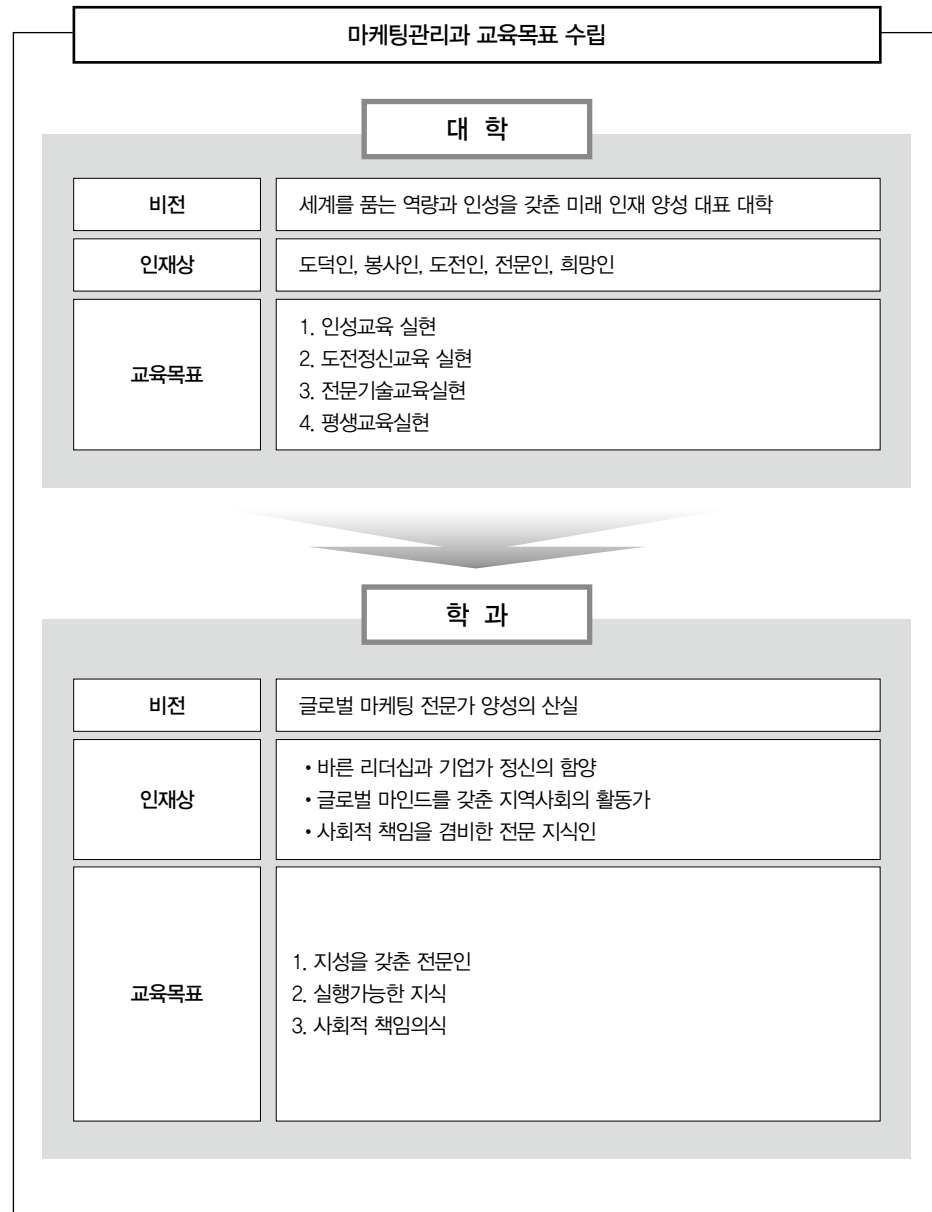 마케팅관리과 교육목표 수립
대 학
비전
세계를 품는 역량과 인성을 갖춘 미래 인재 양성 대표 대학
인재상
도덕인, 봉사인, 도전인, 전문인, 희망인
교육목표
1. 인성교육 실현
2. 도전정신교육 실현
3. 전문기술교육실현
4. 평생교육실현
학 과
비전
글로벌 마케팅 전문가 양성의 산실
인재상
•바른 리더십과 기업가 정신의 함양
•글로벌 마인드를 갖춘 지역사회의 활동가
•사회적 책임을 겸비한 전문 지식인
교육목표
1. 지성을 갖춘 전문인
2. 실행가능한 지식
3. 사회적 책임의식